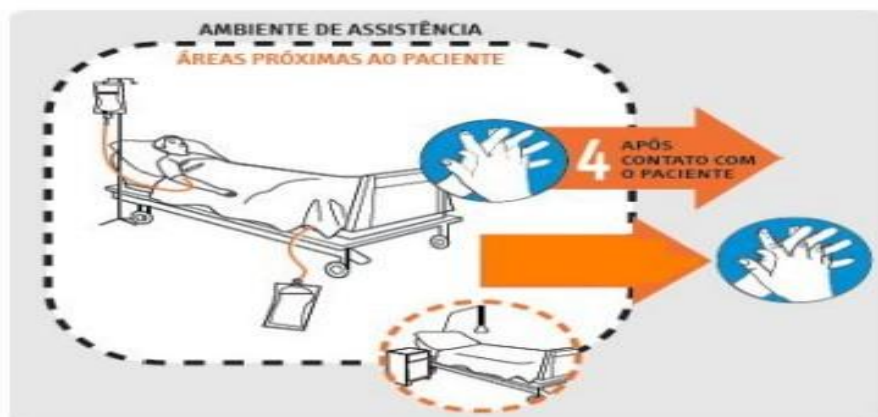 AMBIENTE DE ASSISTÊNCIA
ÁREAS PRÓXIMAS AO PACIENTE
4
APÓS
CONTATO COM
O PACIENTE